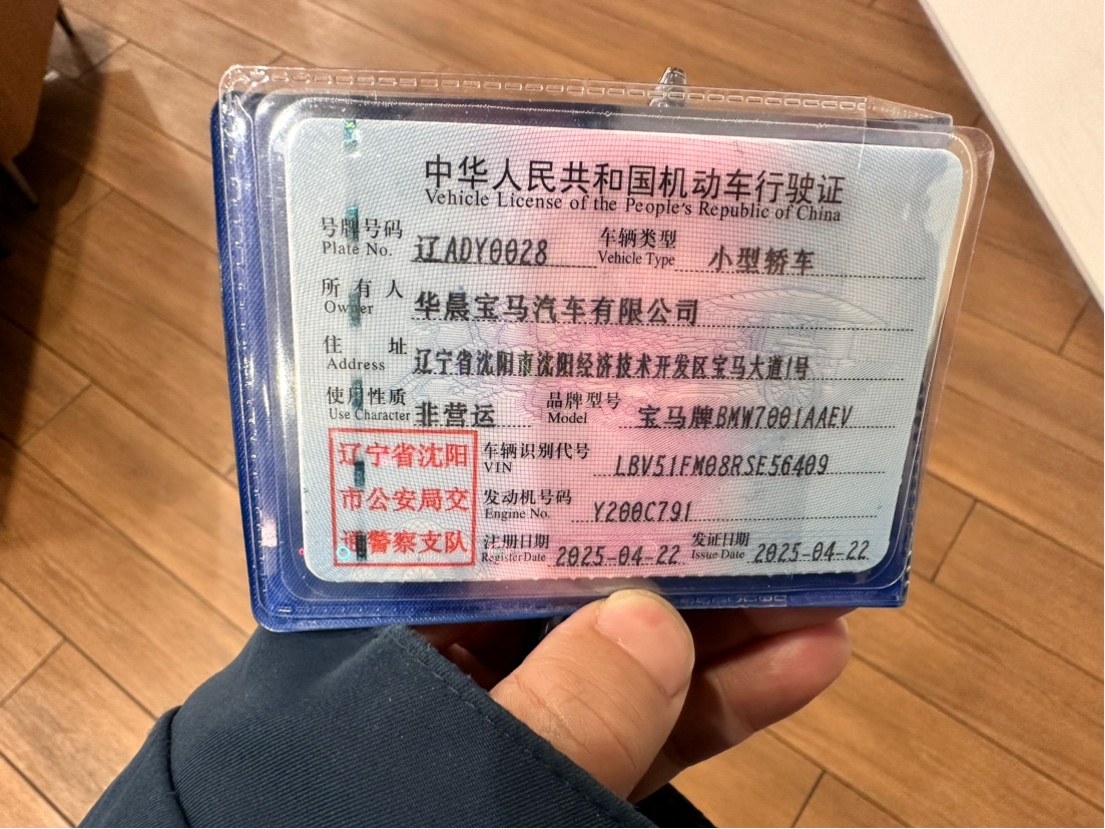 中华人民共和国机动车行驶证
Vehicle License of the People's Republic of China
号牌号码 辽ADY0028 车辆类型 小型轿车
Plate No. Vehicle Type
所有人 华晨宝马汽车有限公司
Owner
住址 辽宁省沈阳市沈阳经济技术开发区宝马大道1号
Address
使用性质 非营运 品牌型号 宝马牌BMW7001AAEV
Use Character Model
辽宁省沈阳
市公安局交
通警察支队
车辆识别代号 LBV51FM08RSE56409
VIN
发动机号码 Y200C791
Engine No.
注册日期 2025-04-22 发证日期 2025-04-22
Register Date Issue Date